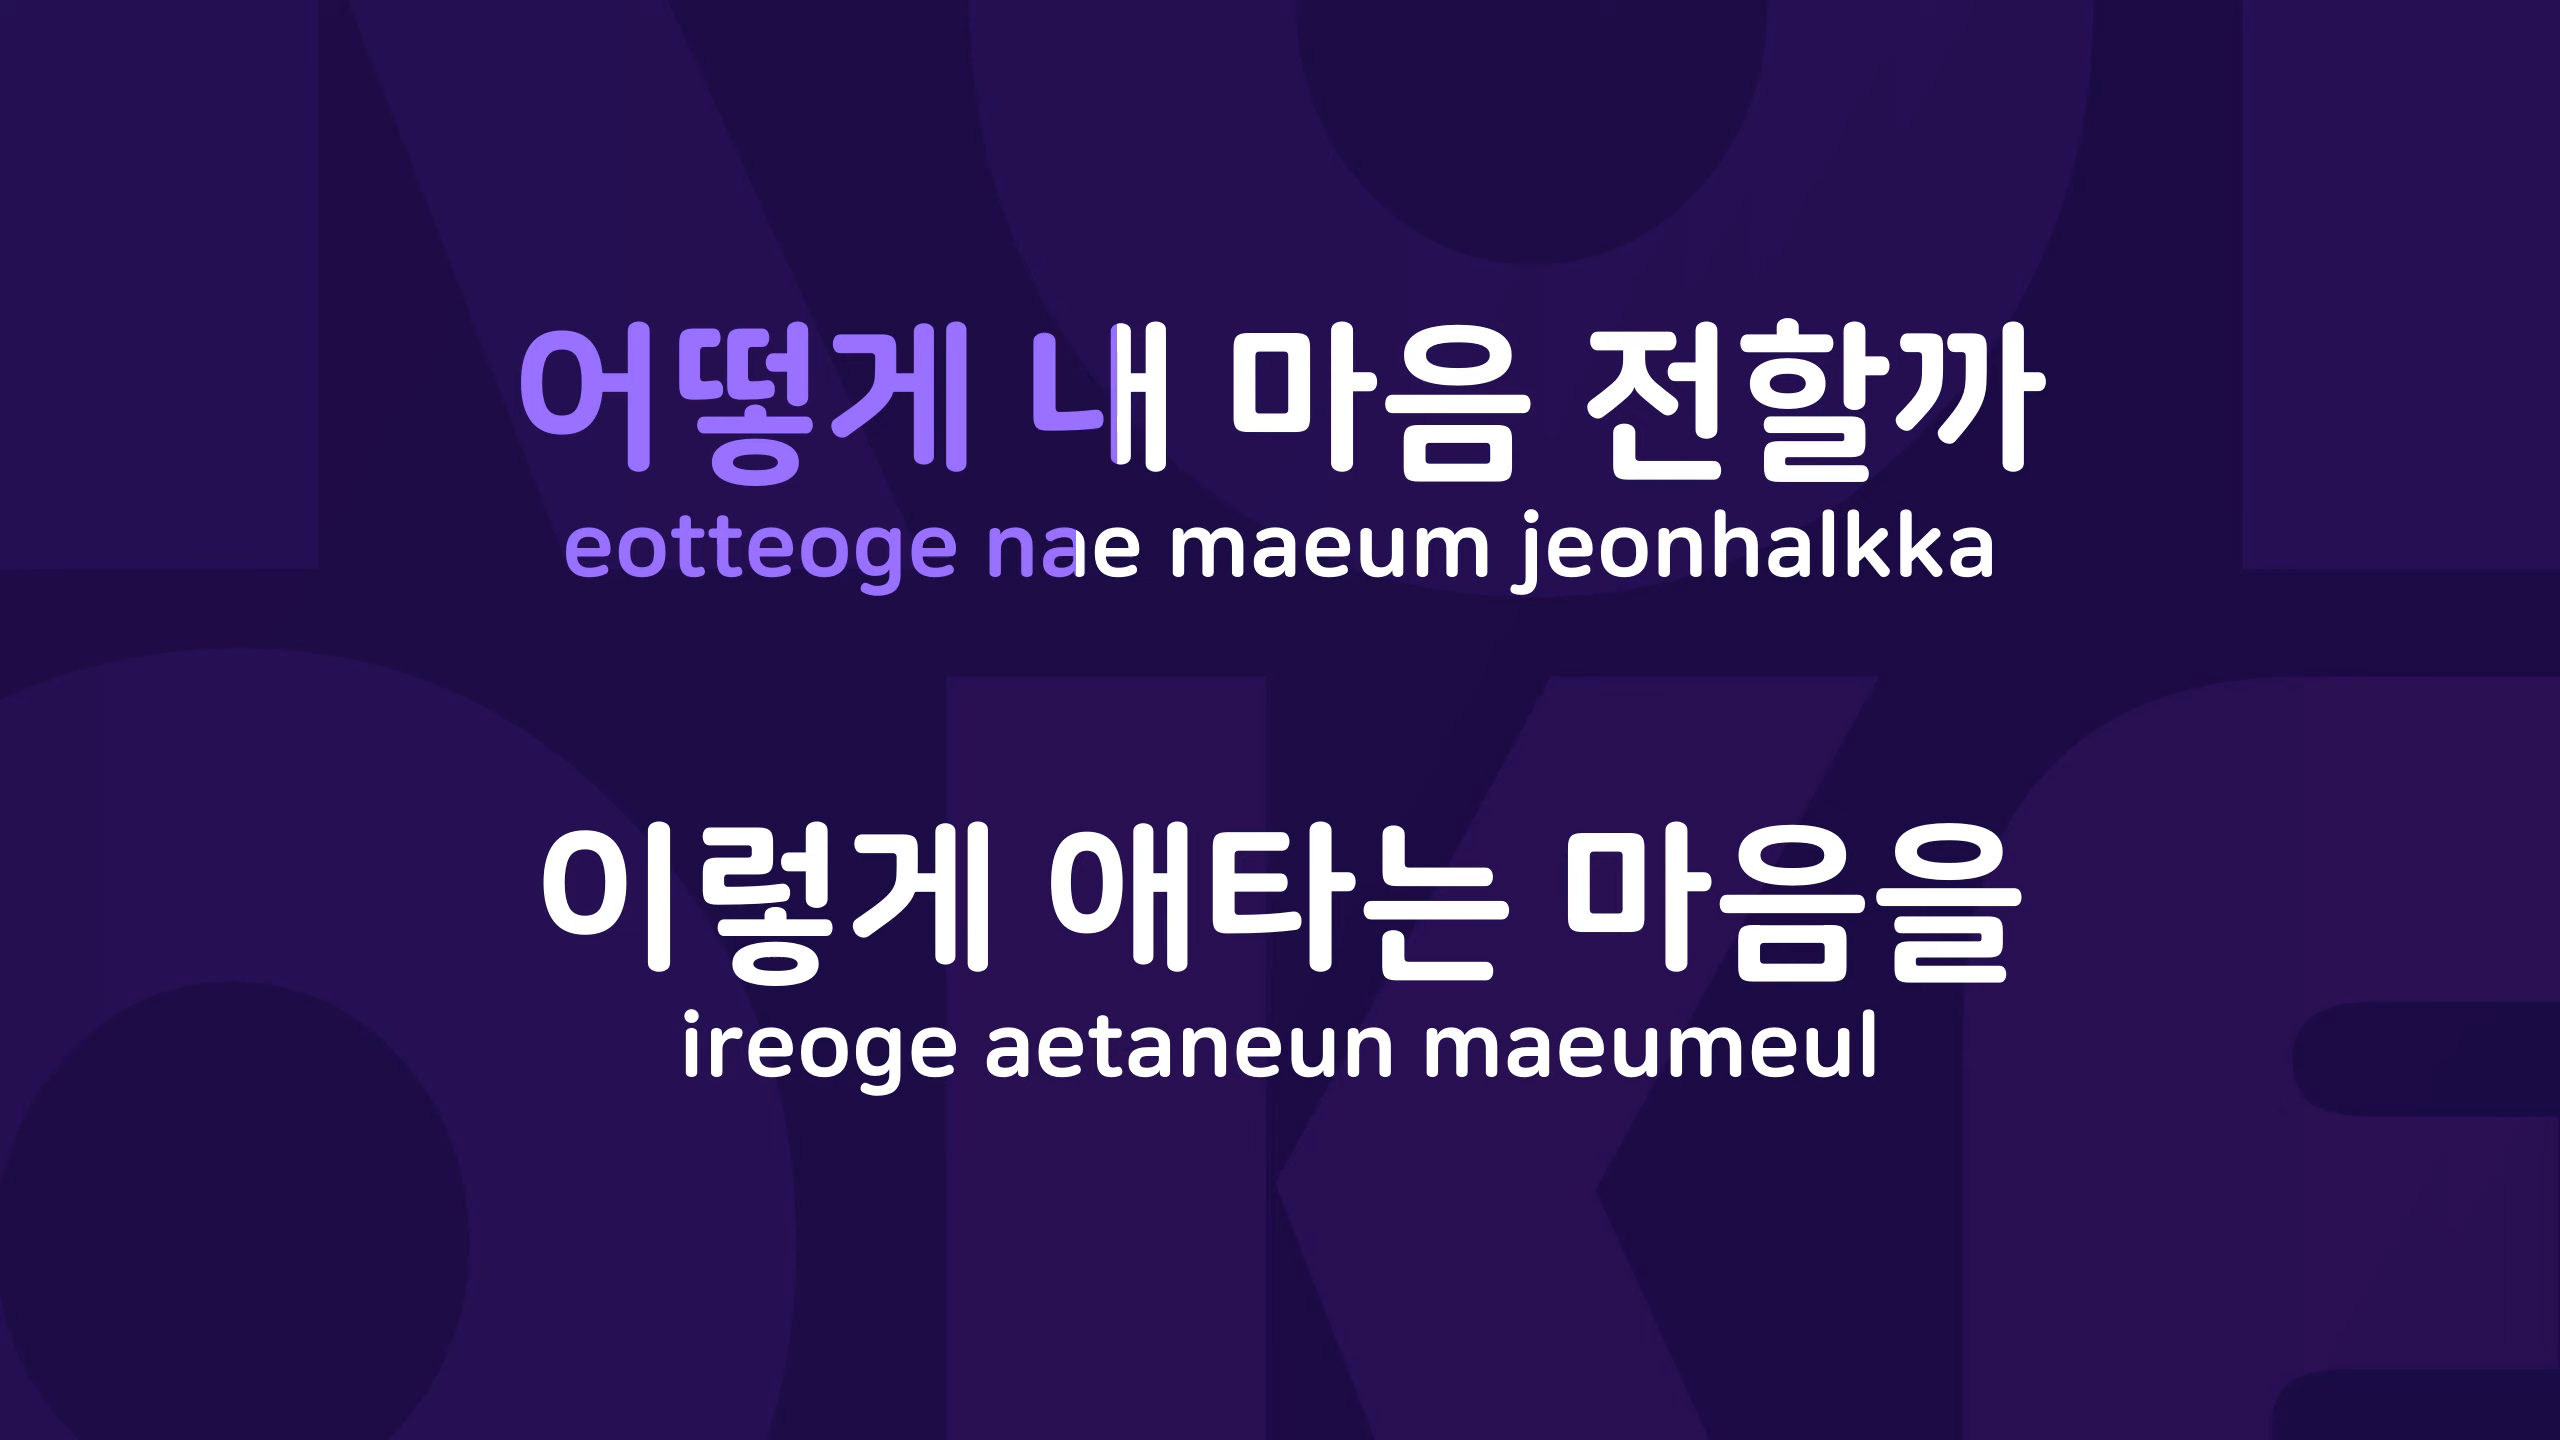 어떻게 내 마음 전할까
eotteoge nae maeum jeonhalkka
이렇게 애타는 마음을
ireoge aetaneun maeumeul